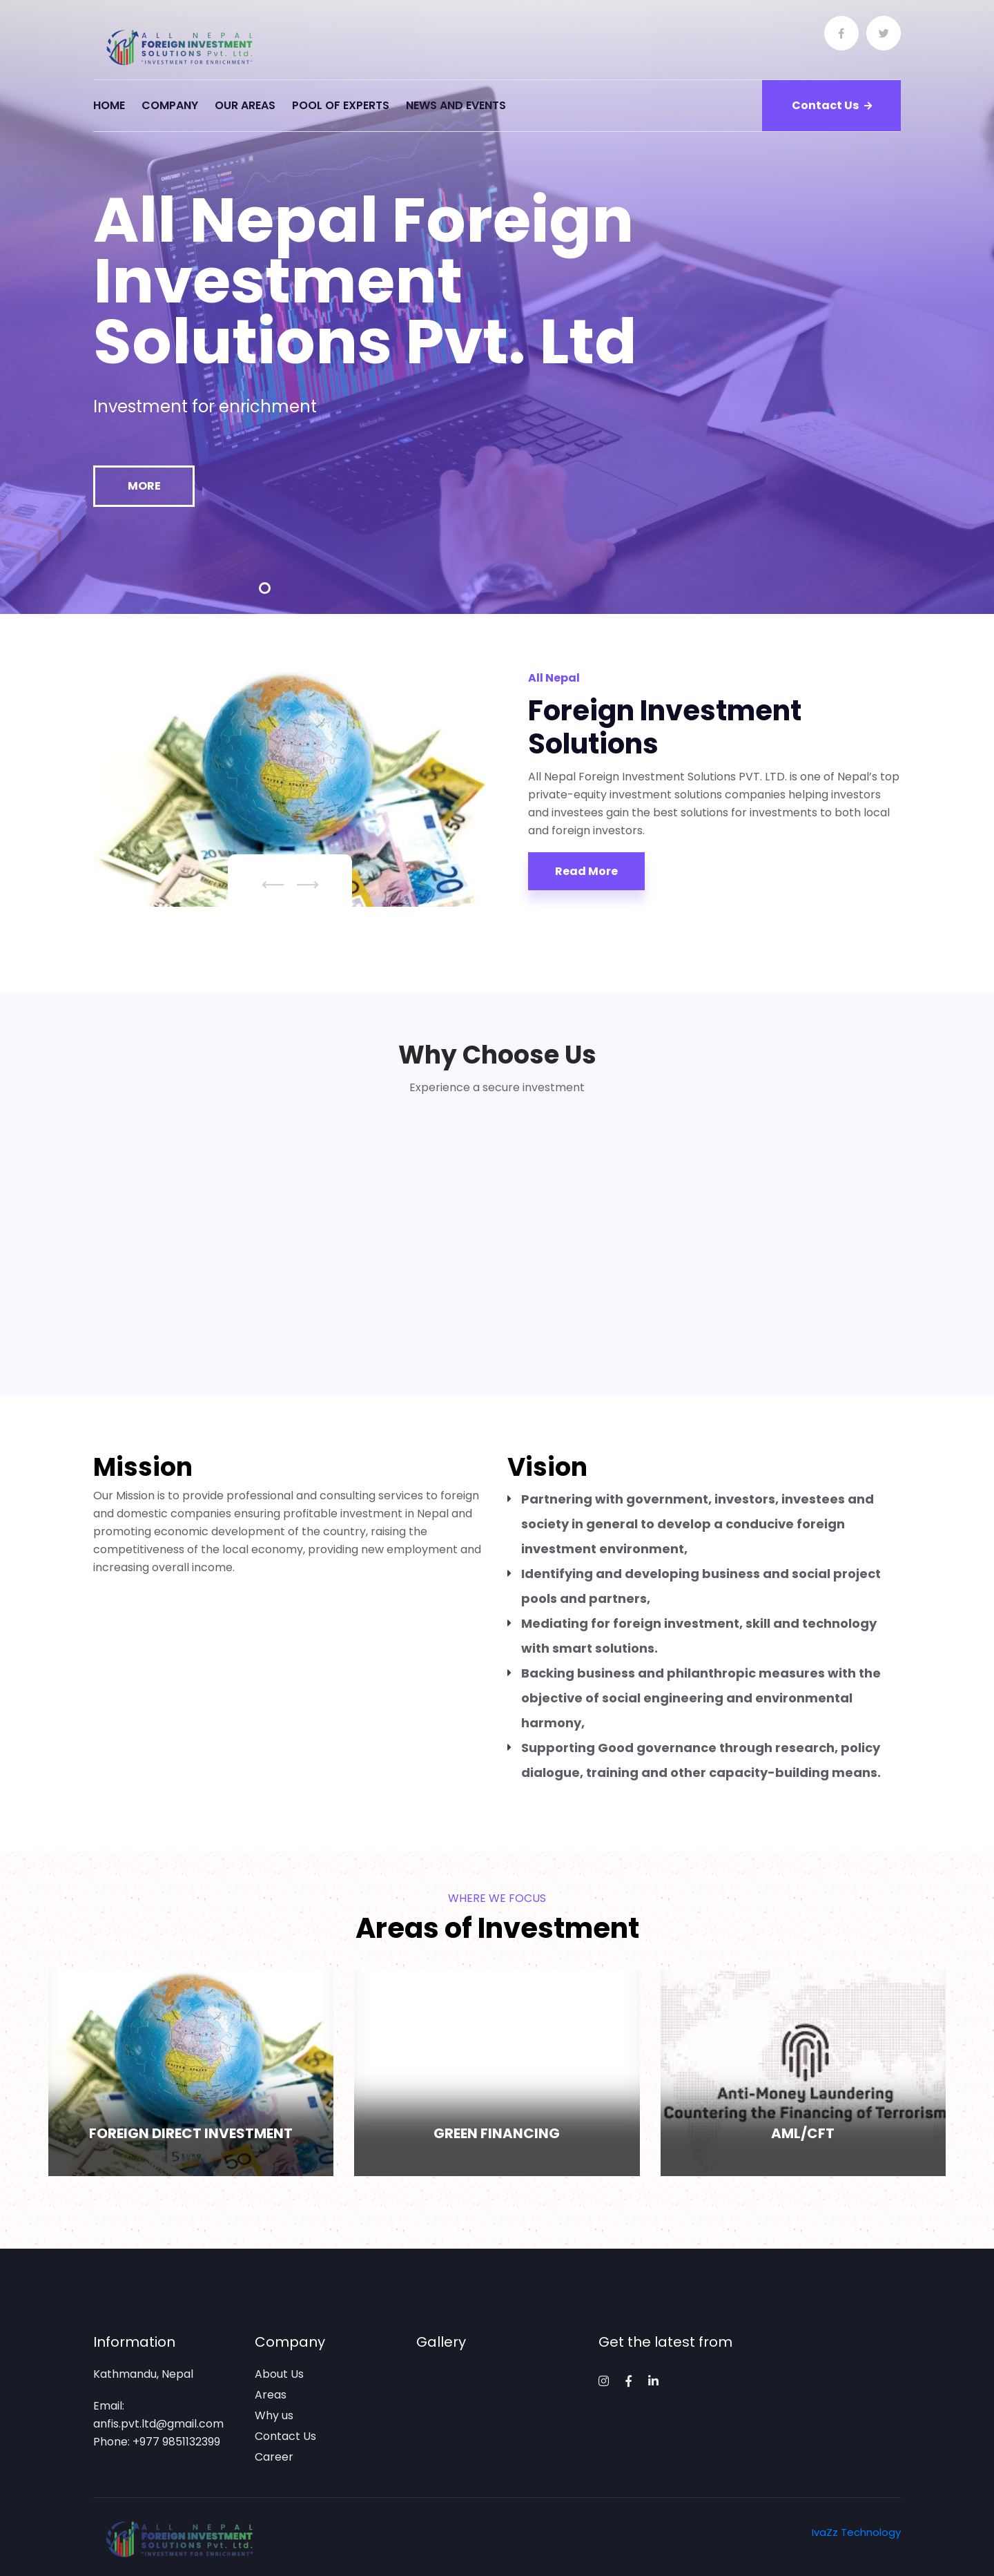 ALL NEPAL
FOREIGN INVESTMENT
SOLUTIONS Pvt. Ltd.
"INVESTMENT FOR ENRICHMENT"
HOME COMPANY OUR AREAS POOL OF EXPERTS NEWS AND EVENTS
Contact Us →
All Nepal Foreign
Investment
Solutions Pvt. Ltd
Investment for enrichment
MORE
All Nepal
Foreign Investment
Solutions
All Nepal Foreign Investment Solutions PVT. LTD. is one of Nepal’s top
private-equity investment solutions companies helping investors
and investees gain the best solutions for investments to both local
and foreign investors.
Read More
Why Choose Us
Experience a secure investment
Mission
Our Mission is to provide professional and consulting services to foreign
and domestic companies ensuring profitable investment in Nepal and
promoting economic development of the country, raising the
competitiveness of the local economy, providing new employment and
increasing overall income.
Vision
Partnering with government, investors, investees and
society in general to develop a conducive foreign
investment environment,
Identifying and developing business and social project
pools and partners,
Mediating for foreign investment, skill and technology
with smart solutions.
Backing business and philanthropic measures with the
objective of social engineering and environmental
harmony,
Supporting Good governance through research, policy
dialogue, training and other capacity-building means.
WHERE WE FOCUS
Areas of Investment
FOREIGN DIRECT INVESTMENT
GREEN FINANCING
Anti-Money Laundering
Countering the Financing of Terrorism
AML/CFT
Information
Kathmandu, Nepal
Email:
anfis.pvt.ltd@gmail.com
Phone: +977 9851132399
Company
About Us
Areas
Why us
Contact Us
Career
Gallery
Get the latest from
ALL NEPAL
FOREIGN INVESTMENT
SOLUTIONS Pvt. Ltd.
"INVESTMENT FOR ENRICHMENT"
IvaZz Technology